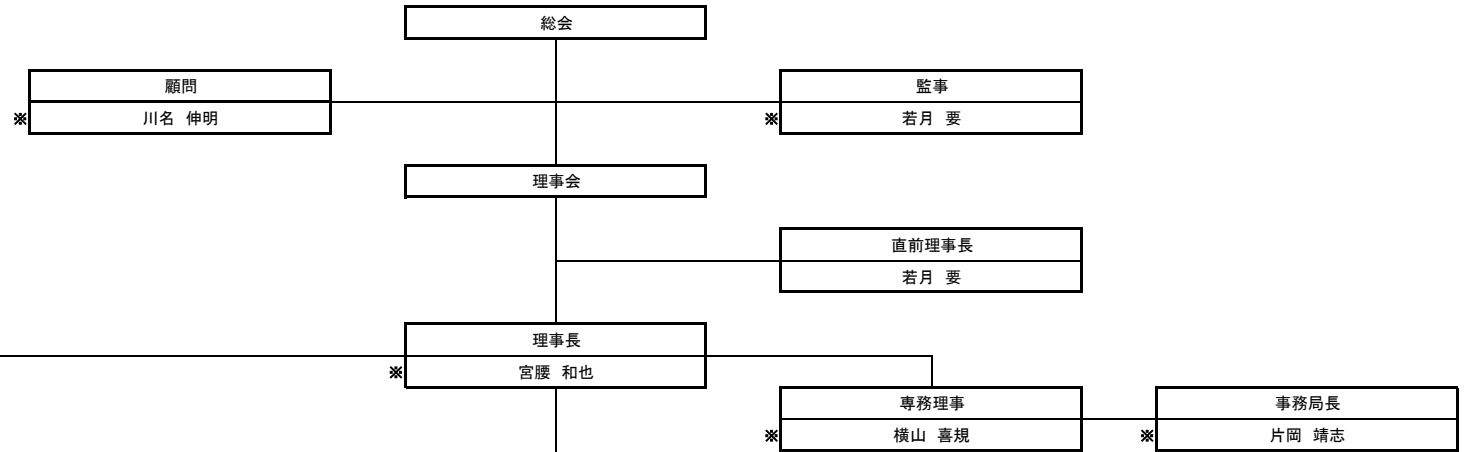 総会
顧問
※ 川名 伸明
監事
※ 若月 要
理事会
直前理事長
若月 要
理事長
※ 宮腰 和也
専務理事
※ 横山 喜規
事務局長
※ 片岡 靖志